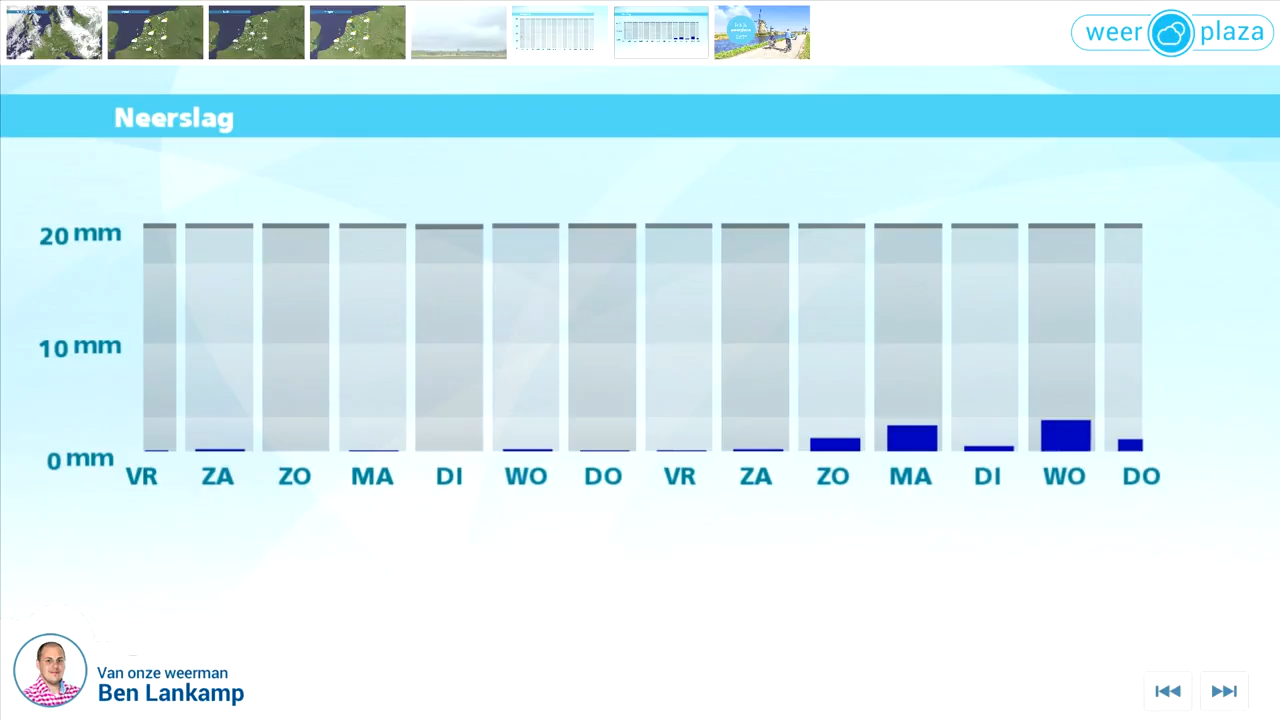 weer plaza
Neerslag
20 mm
10 mm
0 mm
VR ZA ZO MA DI WO DO VR ZA ZO MA DI WO DO
Van onze weerman
Ben Lankamp